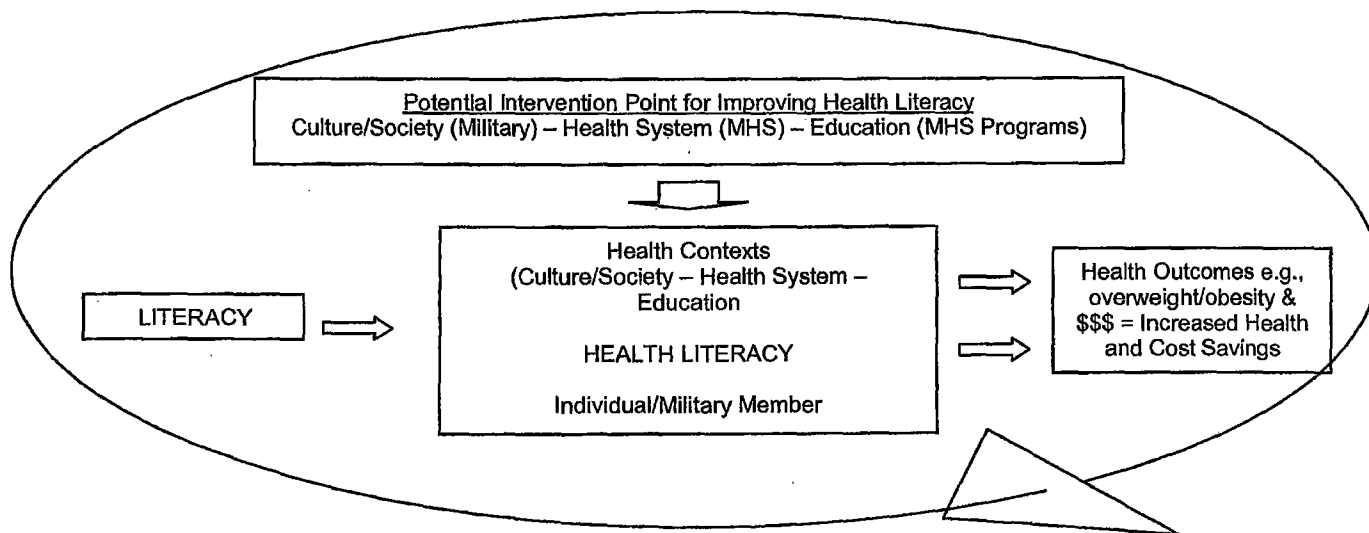 Potential Intervention Point for Improving Health Literacy
Culture/Society (Military) – Health System (MHS) – Education (MHS Programs)
Health Contexts
(Culture/Society – Health System –
Education
HEALTH LITERACY
Individual/Military Member
LITERACY
Health Outcomes e.g.,
overweight/obesity &
$$$ = Increased Health
and Cost Savings